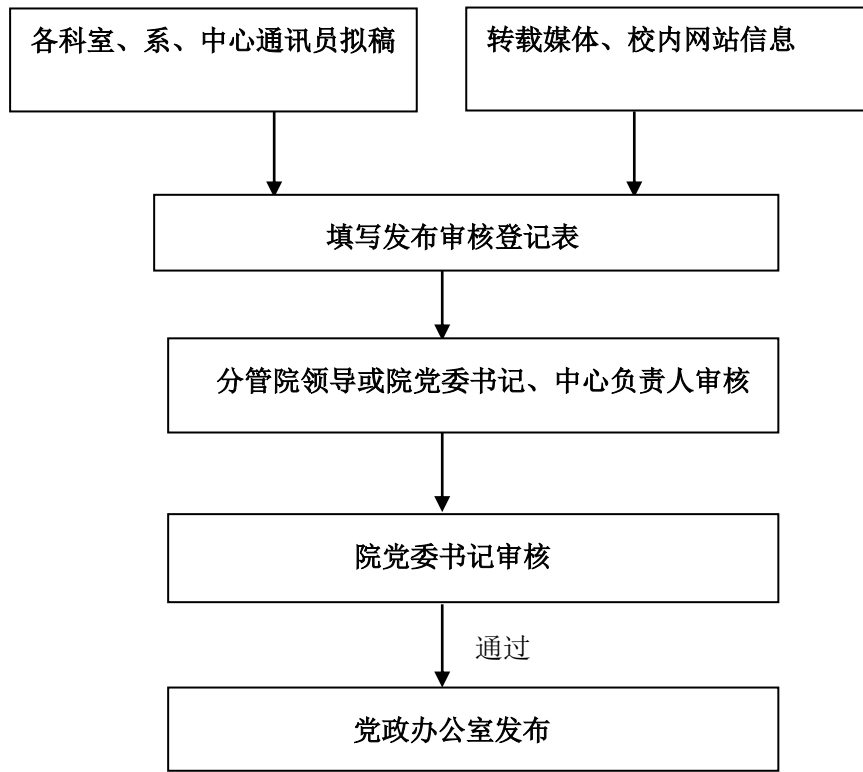 各科室、系、中心通讯员拟稿
转载媒体、校内网站信息
填写发布审核登记表
分管院领导或院党委书记、中心负责人审核
院党委书记审核
通过
党政办公室发布